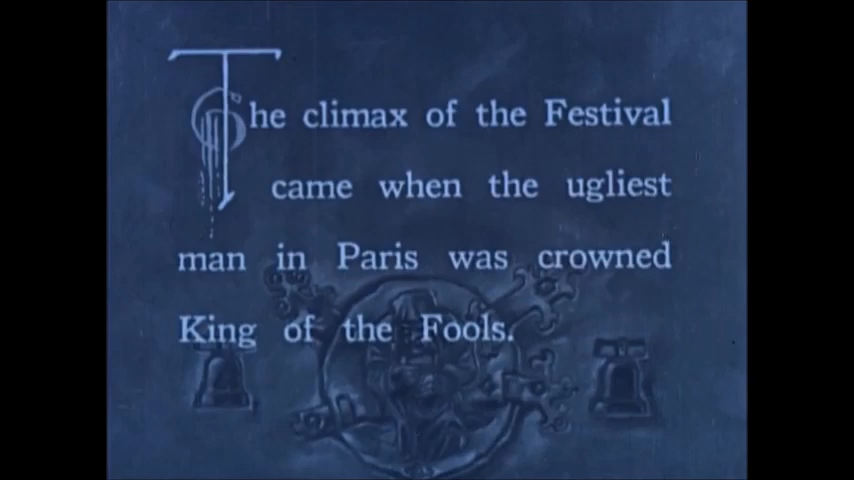 The climax of the Festival
came when the ugliest
man in Paris was crowned
King of the Fools.